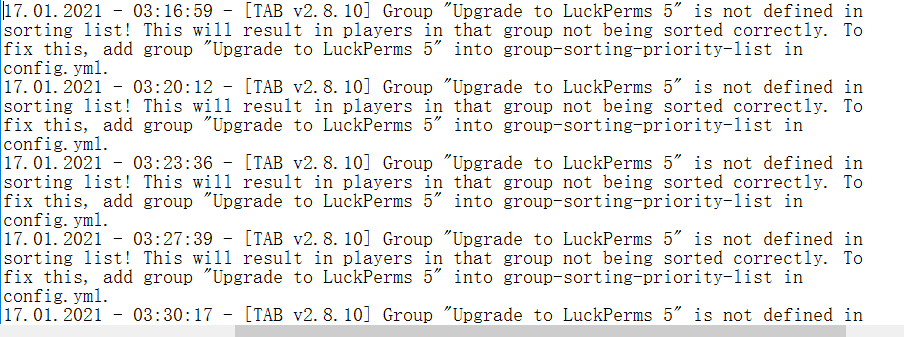 17.01.2021 - 03:16:59 - [TAB v2.8.10] Group "Upgrade to LuckPerms 5" is not defined in
sorting list! This will result in players in that group not being sorted correctly. To
fix this, add group "Upgrade to LuckPerms 5" into group-sorting-priority-list in
config.yml.
17.01.2021 - 03:20:12 - [TAB v2.8.10] Group "Upgrade to LuckPerms 5" is not defined in
sorting list! This will result in players in that group not being sorted correctly. To
fix this, add group "Upgrade to LuckPerms 5" into group-sorting-priority-list in
config.yml.
17.01.2021 - 03:23:36 - [TAB v2.8.10] Group "Upgrade to LuckPerms 5" is not defined in
sorting list! This will result in players in that group not being sorted correctly. To
fix this, add group "Upgrade to LuckPerms 5" into group-sorting-priority-list in
config.yml.
17.01.2021 - 03:27:39 - [TAB v2.8.10] Group "Upgrade to LuckPerms 5" is not defined in
sorting list! This will result in players in that group not being sorted correctly. To
fix this, add group "Upgrade to LuckPerms 5" into group-sorting-priority-list in
config.yml.
17.01.2021 - 03:30:17 - [TAB v2.8.10] Group "Upgrade to LuckPerms 5" is not defined in